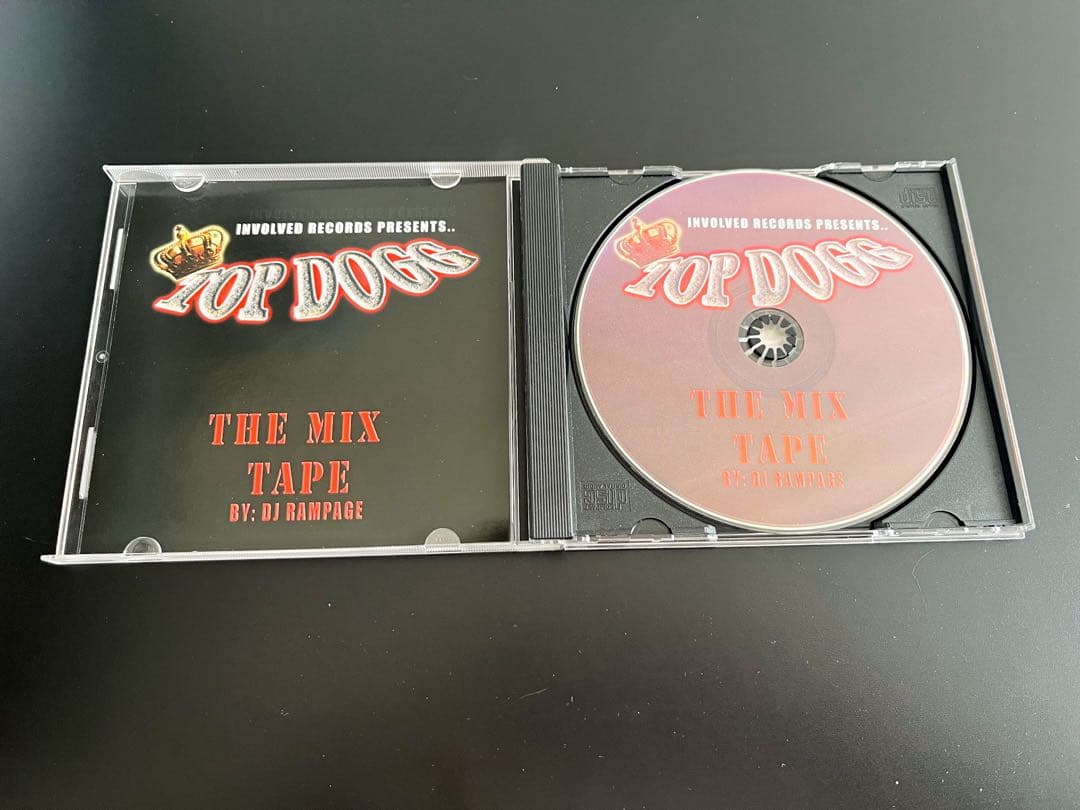 INVOLVED RECORDS PRESENTS..
TOP DOGG
THE MIX
TAPE
BY: DJ RAMPAGE
INVOLVED RECORDS PRESENTS..
TOP DOGG
THE MIX
TAPE
BY: DJ RAMPAGE